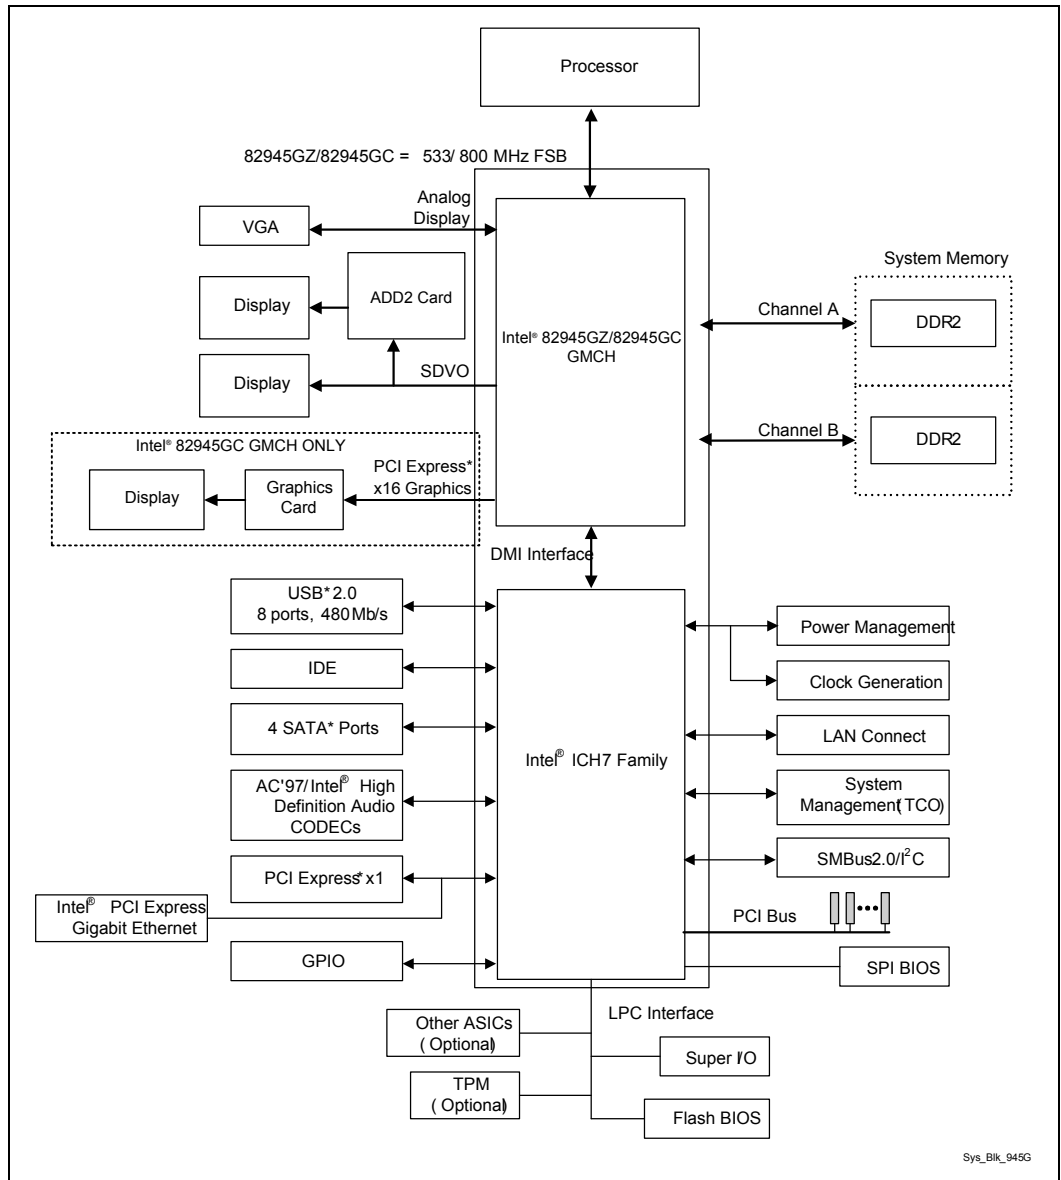 Processor
82945GZ/82945GC = 533/ 800 MHz FSB
Analog
Display
VGA
System Memory
ADD2 Card
Display
Channel A
DDR2
Intel® 82945GZ/82945GC
GMCH
SDVO
Display
Channel B
DDR2
Intel® 82945GC GMCH ONLY
PCI Express*
x16 Graphics
Graphics
Card
Display
DMI Interface
USB* 2.0
8 ports, 480Mb/s
Power Management
IDE
Clock Generation
4 SATA* Ports
LAN Connect
Intel® ICH7 Family
AC'97/Intel® High
Definition Audio
CODECs
System
Management( TCO)
PCI Express* x1
SMBus2.0/I²C
Intel® PCI Express
Gigabit Ethernet
PCI Bus
GPIO
SPI BIOS
LPC Interface
Other ASICs
( Optional)
Super I/O
TPM
( Optional)
Flash BIOS
Sys_Blk_945G